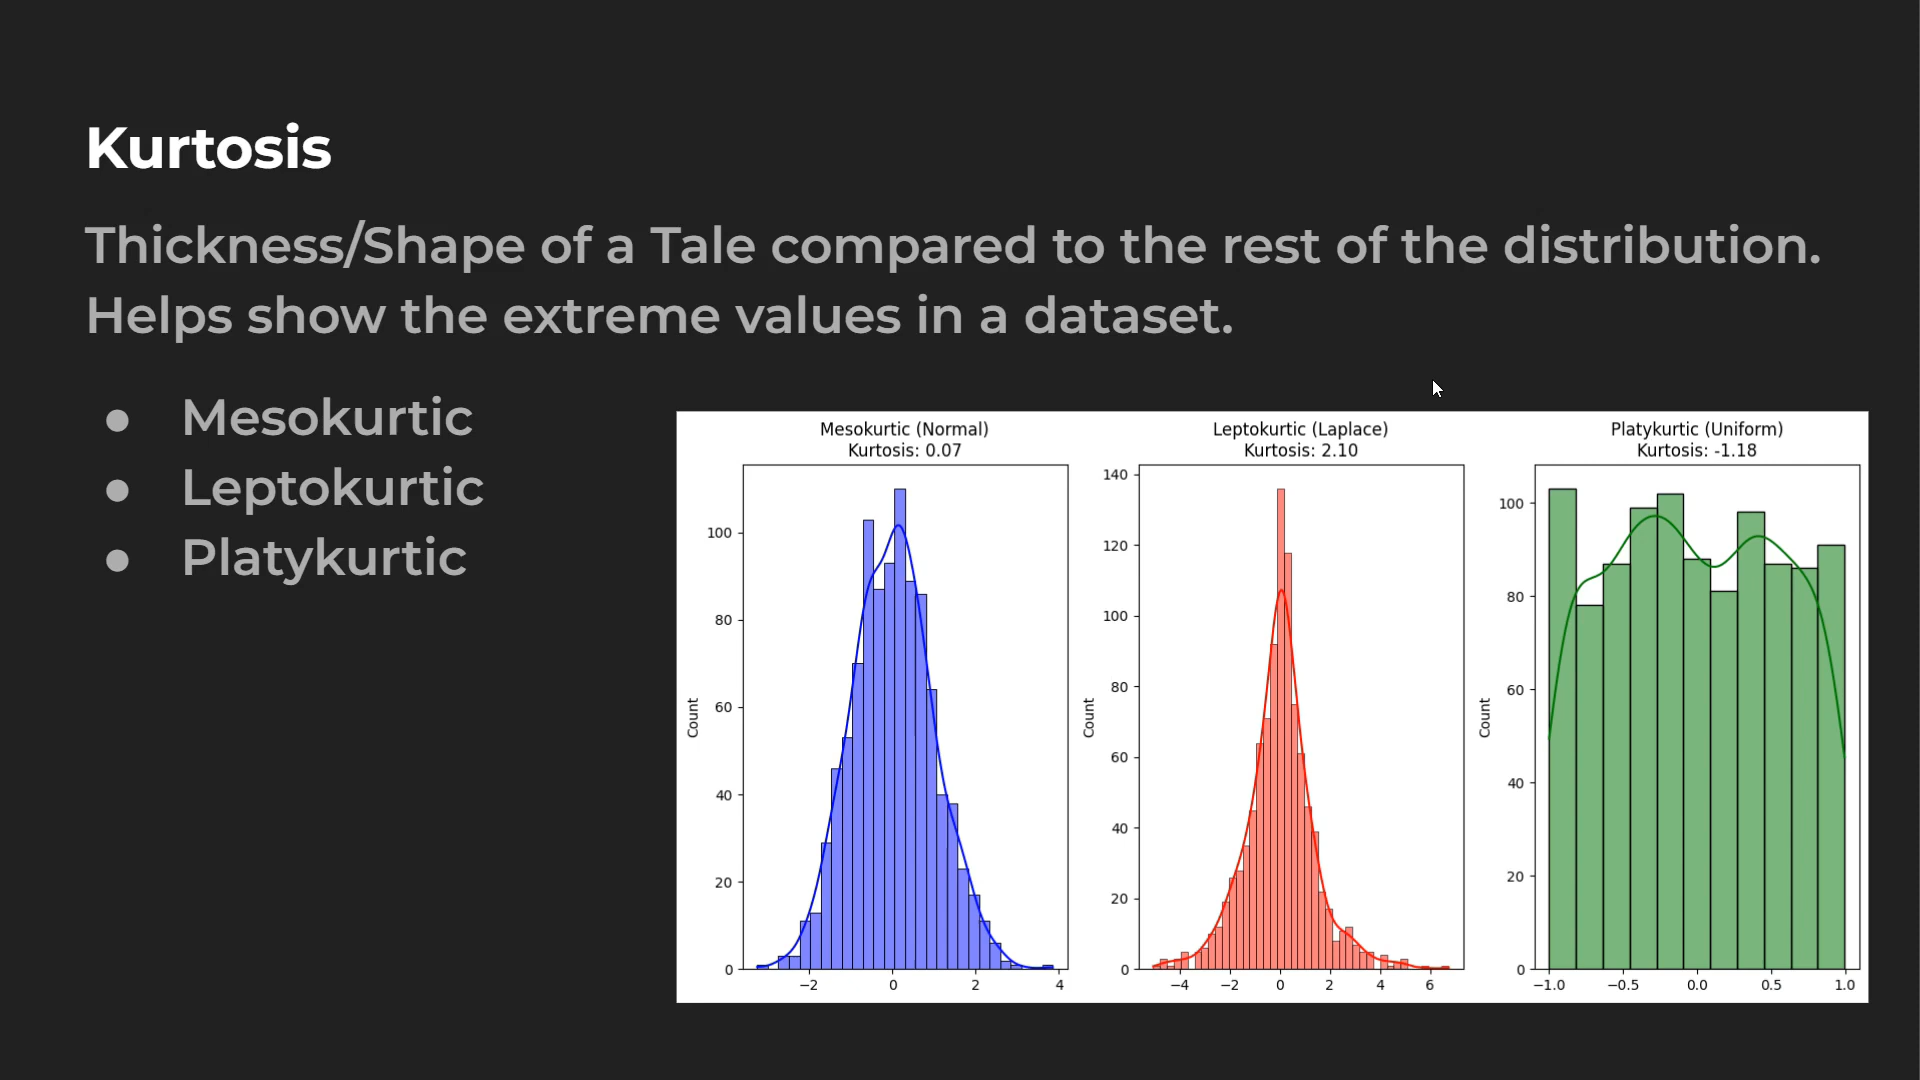 Kurtosis
Thickness/Shape of a Tale compared to the rest of the distribution.
Helps show the extreme values in a dataset.
● Mesokurtic
● Leptokurtic
● Platykurtic
Mesokurtic (Normal)
Kurtosis: 0.07
100
80
60
40
20
0
Count
−2 0 2 4
Leptokurtic (Laplace)
Kurtosis: 2.10
140
120
100
80
60
40
20
0
Count
−4 −2 0 2 4 6
Platykurtic (Uniform)
Kurtosis: -1.18
100
80
60
40
20
0
Count
−1.0 −0.5 0.0 0.5 1.0